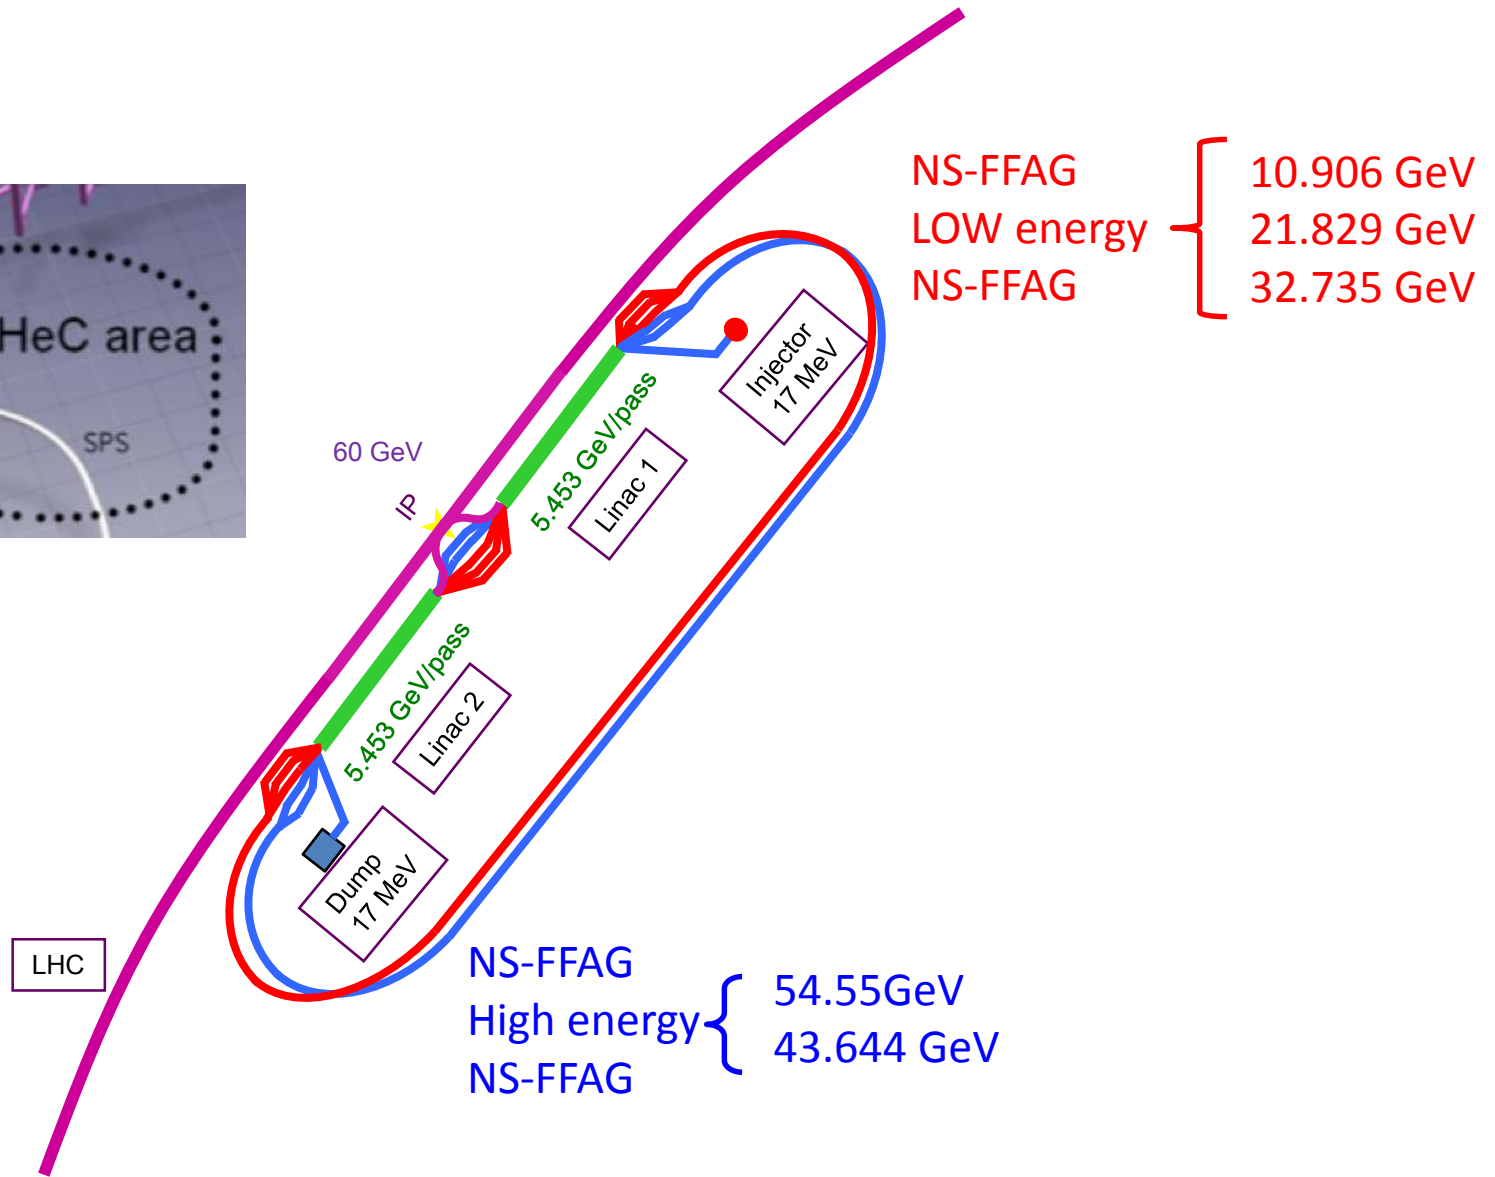 NS-FFAG
LOW energy
NS-FFAG
10.906 GeV
21.829 GeV
32.735 GeV
HeC area
SPS
Injector
17 MeV
5.453 GeV/pass
Linac 1
60 GeV
IP
5.453 GeV/pass
Linac 2
Dump
17 MeV
LHC
NS-FFAG
High energy
NS-FFAG
54.55GeV
43.644 GeV